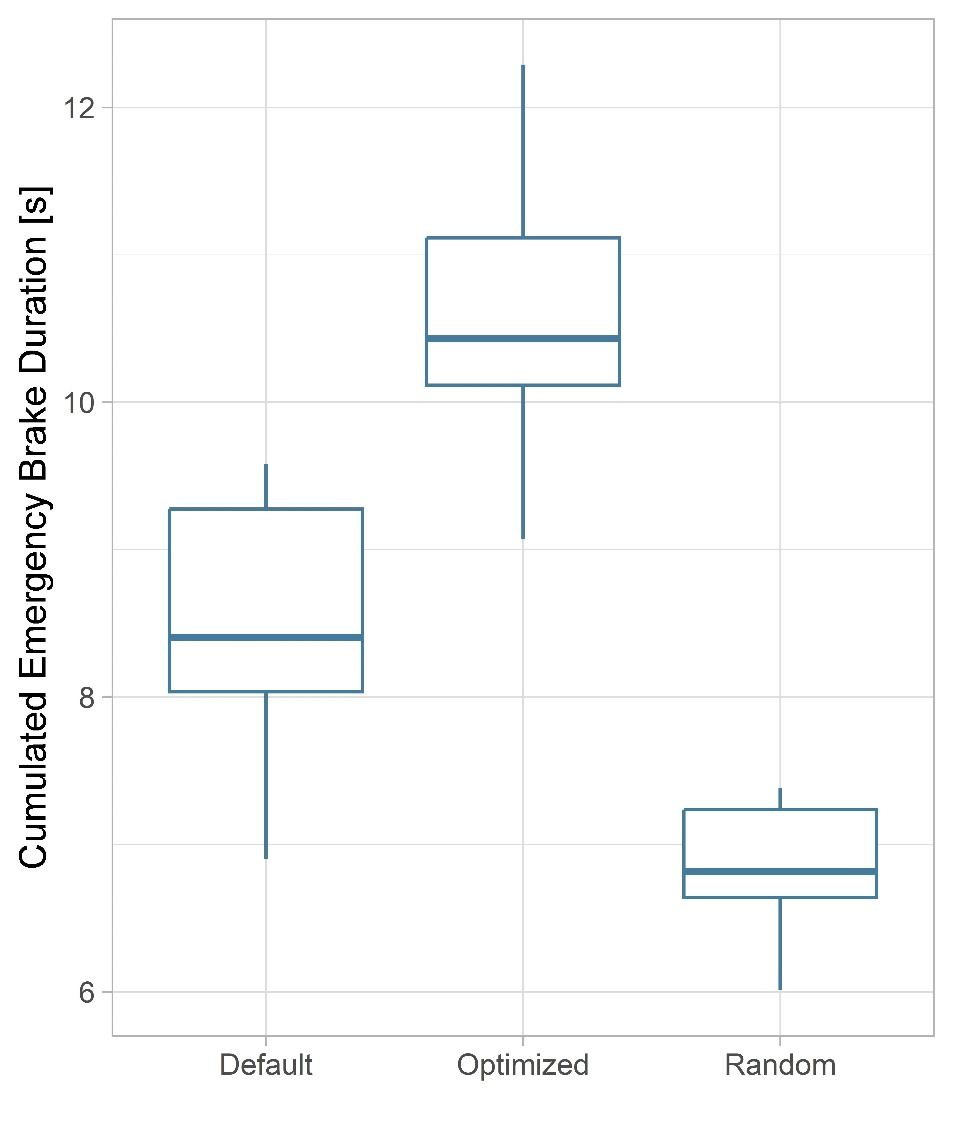 Cumulated Emergency Brake Duration [s]
12
10
8
6
Default Optimized Random